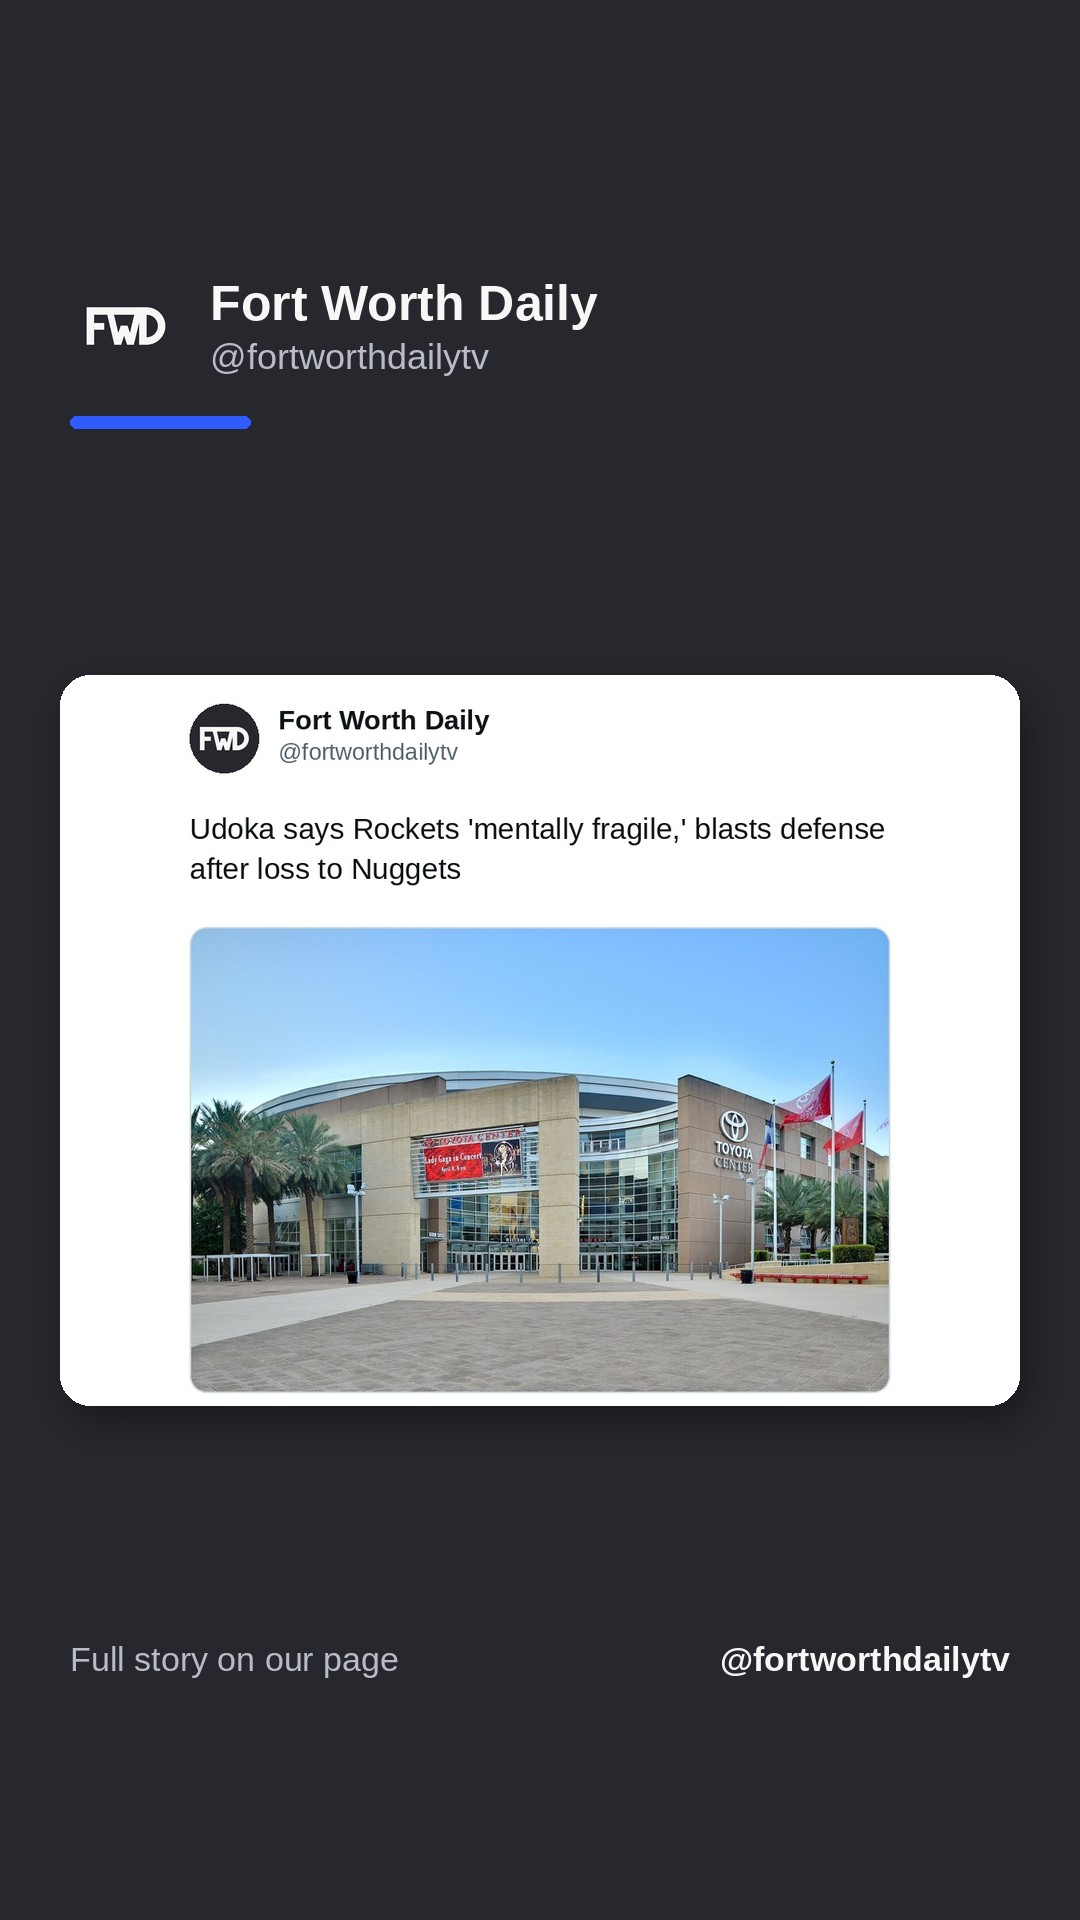 FWD
Fort Worth Daily
@fortworthdailytv
FWD
Fort Worth Daily
@fortworthdailytv
Udoka says Rockets 'mentally fragile,' blasts defense
after loss to Nuggets
TOYOTA CENTER
Lady Gaga in Concert
TOYOTA
CENTER
Full story on our page
@fortworthdailytv